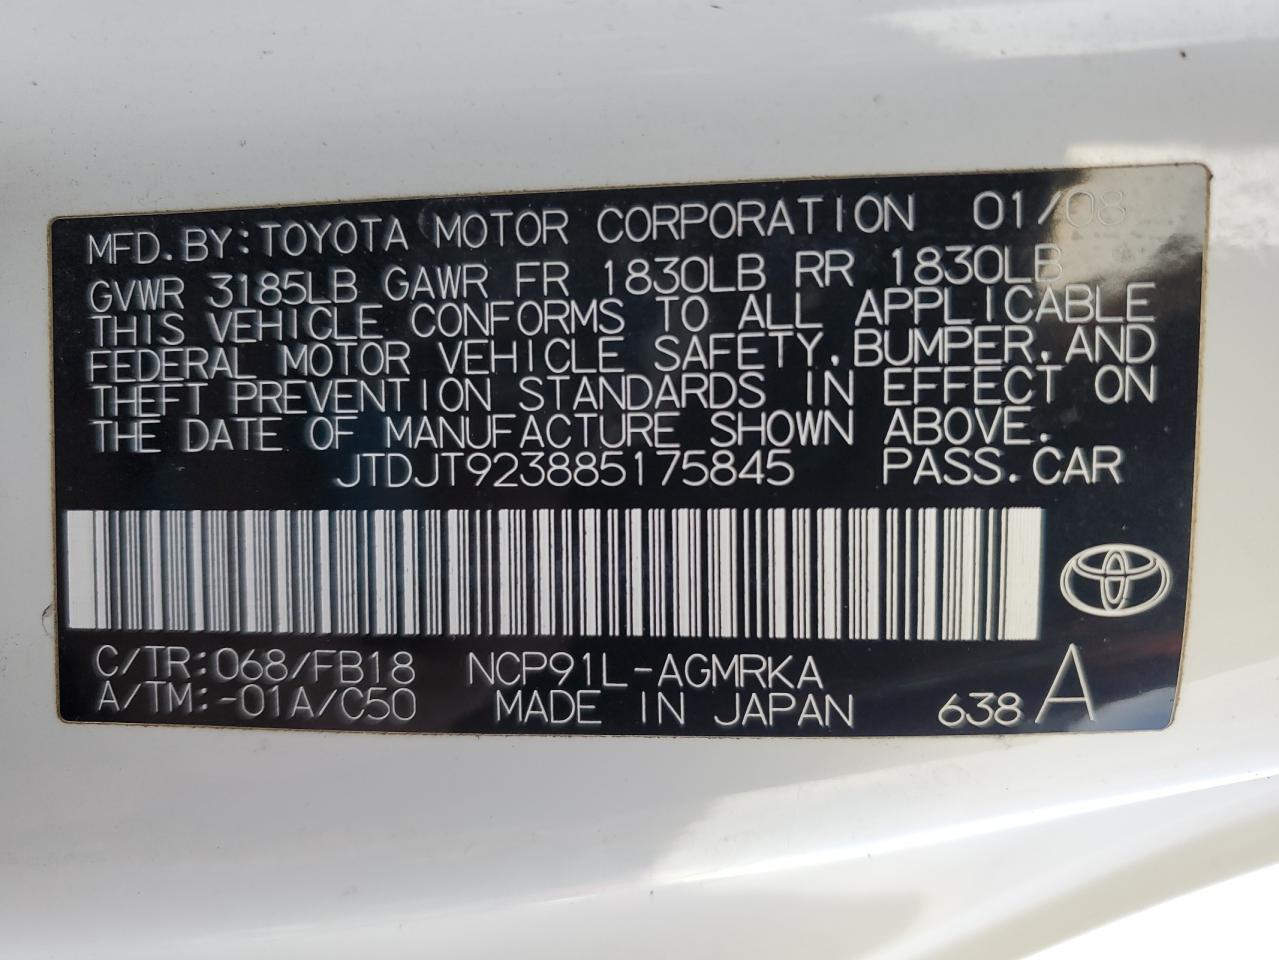 MFD. BY: TOYOTA MOTOR CORPORATION 01/08
GVWR 3185LB GAWR FR 1830LB RR 1830LB
THIS VEHICLE CONFORMS TO ALL APPLICABLE
FEDERAL MOTOR VEHICLE SAFETY, BUMPER, AND
THEFT PREVENTION STANDARDS IN EFFECT ON
THE DATE OF MANUFACTURE SHOWN ABOVE.
JTDJT923885175845 PASS. CAR
C/TR: 068/FB18 NCP91L-AGMRKA
A/TM: -01A/C50 MADE IN JAPAN 638 A